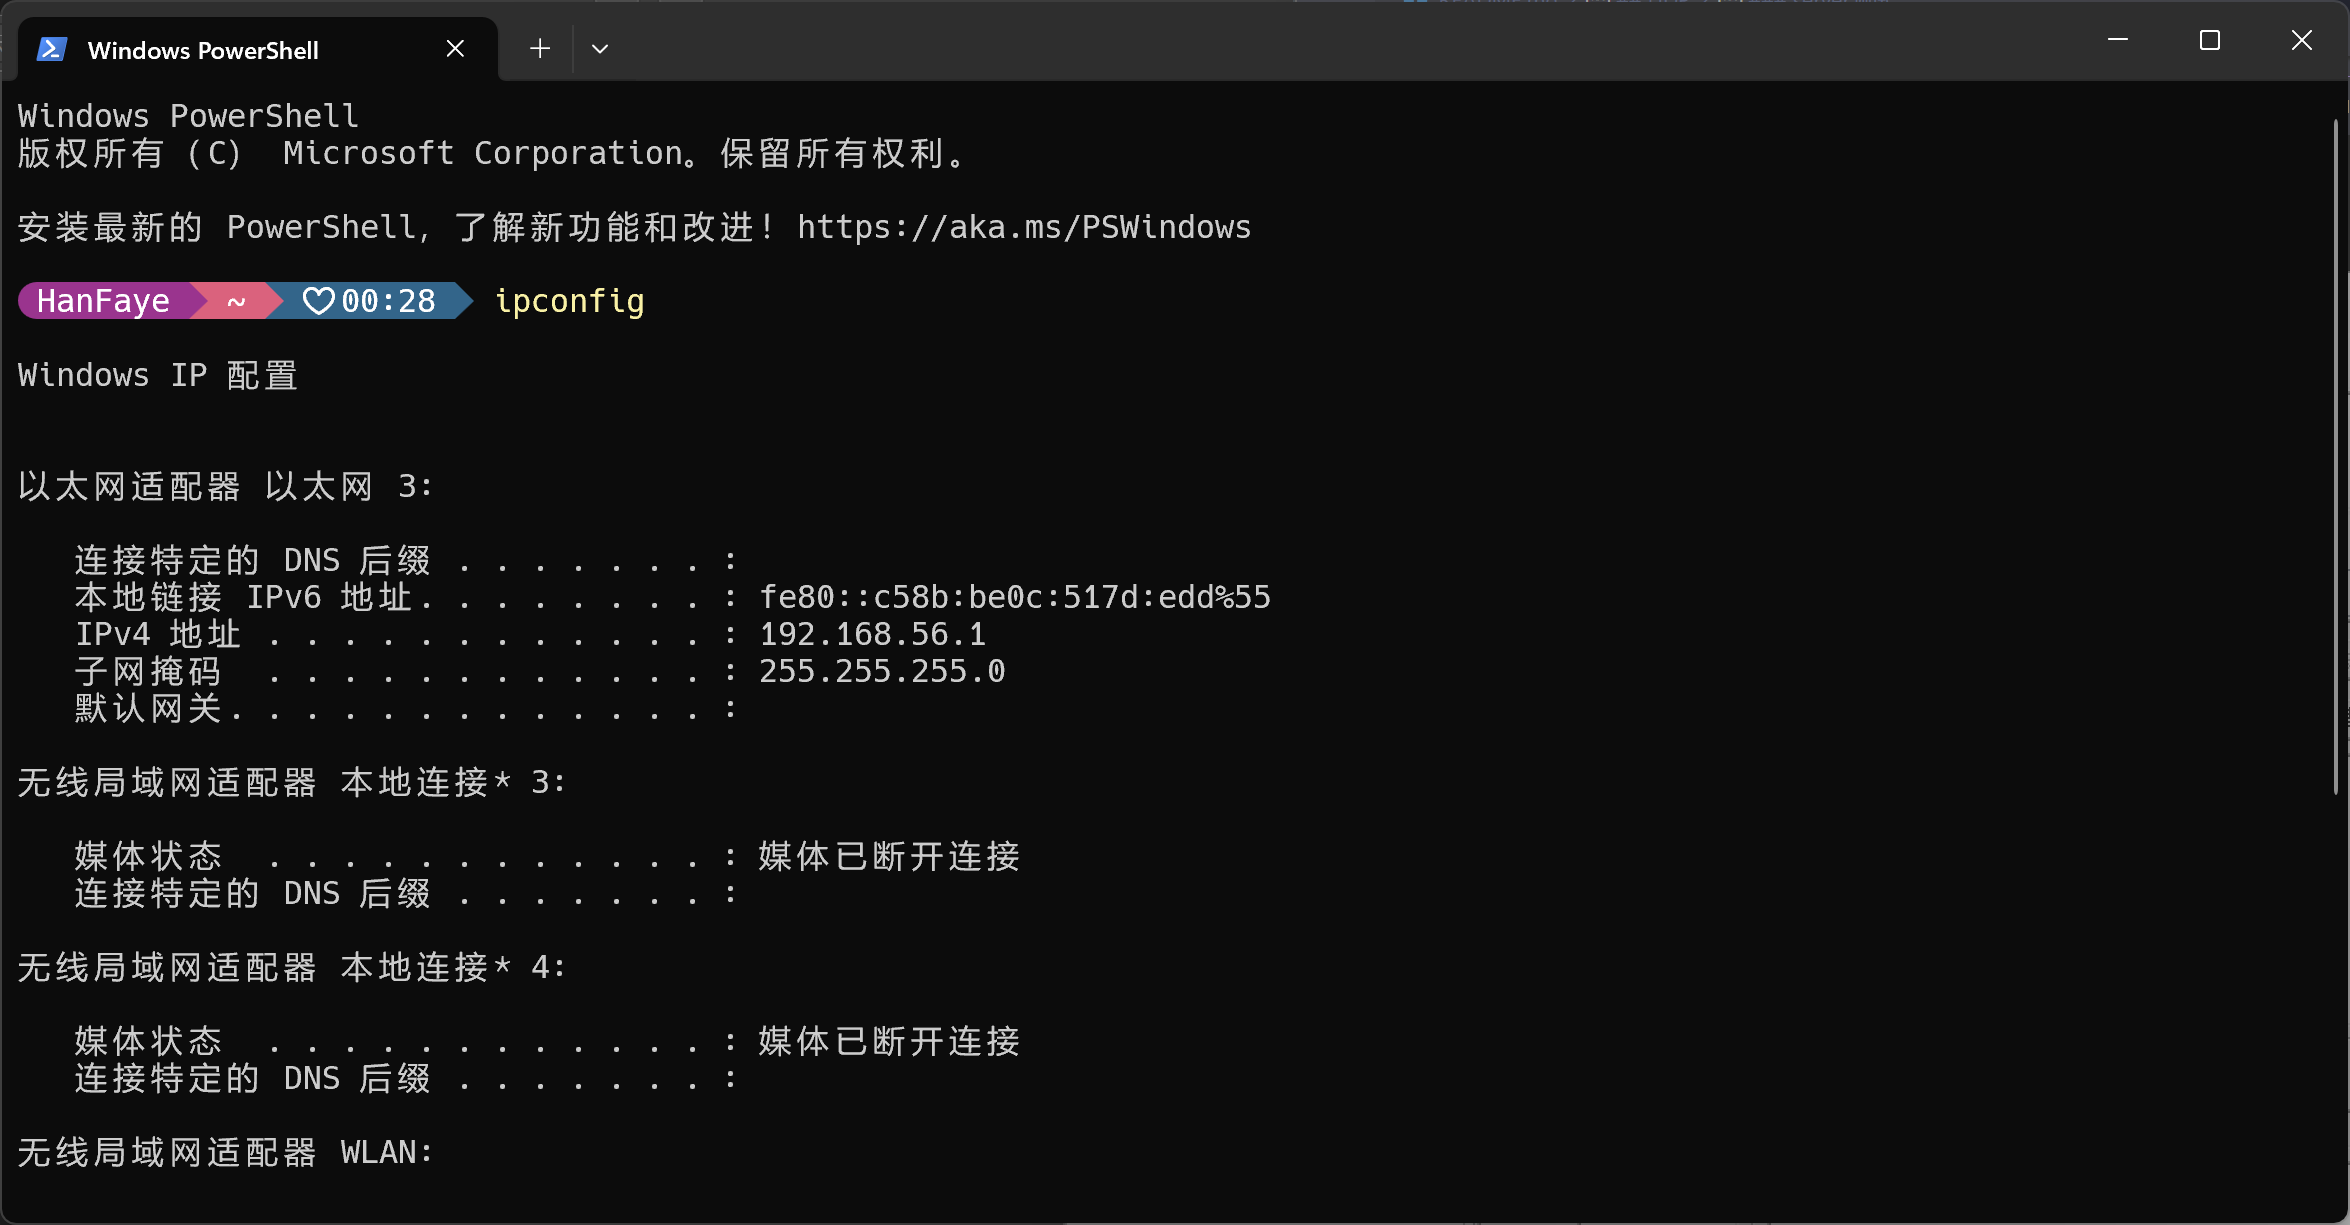 Windows PowerShell
Windows PowerShell
版权所有 (C)  Microsoft Corporation。保留所有权利。
安装最新的 PowerShell，了解新功能和改进！https://aka.ms/PSWindows
HanFaye ~ ♡00:28 ipconfig
Windows IP 配置
以太网适配器 以太网 3:
连接特定的 DNS 后缀 . . . . . . . :
本地链接 IPv6 地址. . . . . . . . : fe80::c58b:be0c:517d:edd%55
IPv4 地址 . . . . . . . . . . . . : 192.168.56.1
子网掩码  . . . . . . . . . . . . : 255.255.255.0
默认网关. . . . . . . . . . . . . :
无线局域网适配器 本地连接* 3:
媒体状态  . . . . . . . . . . . . : 媒体已断开连接
连接特定的 DNS 后缀 . . . . . . . :
无线局域网适配器 本地连接* 4:
媒体状态  . . . . . . . . . . . . : 媒体已断开连接
连接特定的 DNS 后缀 . . . . . . . :
无线局域网适配器 WLAN: